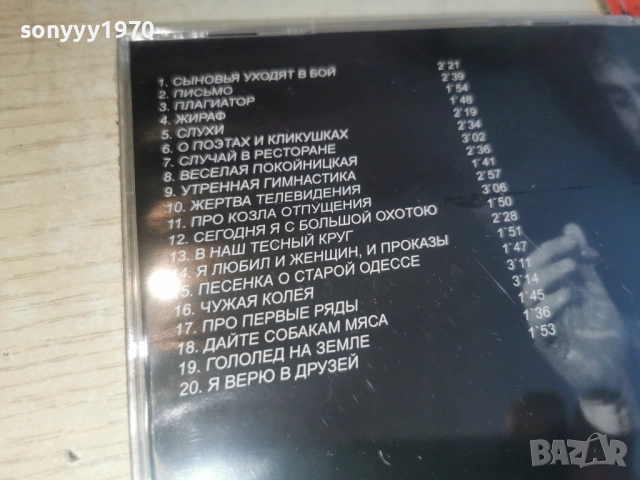 sonyyy1970
1. СЫНОВЬЯ УХОДЯТ В БОЙ 2`21
2. ПИСЬМО 2`39
3. ПЛАГИАТОР 1`54
4. ЖИРАФ 1`48
5. СЛУХИ 2`19
6. О ПОЭТАХ И КЛИКУШКАХ 2`34
7. СЛУЧАЙ В РЕСТОРАНЕ 3`02
8. ВЕСЕЛАЯ ПОКОЙНИЦКАЯ 2`36
9. УТРЕННАЯ ГИМНАСТИКА 1`41
10. ЖЕРТВА ТЕЛЕВИДЕНИЯ 2`57
11. ПРО КОЗЛА ОТПУЩЕНИЯ 3`06
12. СЕГОДНЯ Я С БОЛЬШОЙ ОХОТОЮ 1`50
13. В НАШ ТЕСНЫЙ КРУГ 2`28
14. Я ЛЮБИЛ И ЖЕНЩИН, И ПРОКАЗЫ 1`51
15. ПЕСЕНКА О СТАРОЙ ОДЕССЕ 1`47
16. ЧУЖАЯ КОЛЕЯ 3`11
17. ПРО ПЕРВЫЕ РЯДЫ 3`14
18. ДАЙТЕ СОБАКАМ МЯСА 1`45
19. ГОЛОЛЕД НА ЗЕМЛЕ 1`36
20. Я ВЕРЮ В ДРУЗЕЙ 1`53
BAZAR